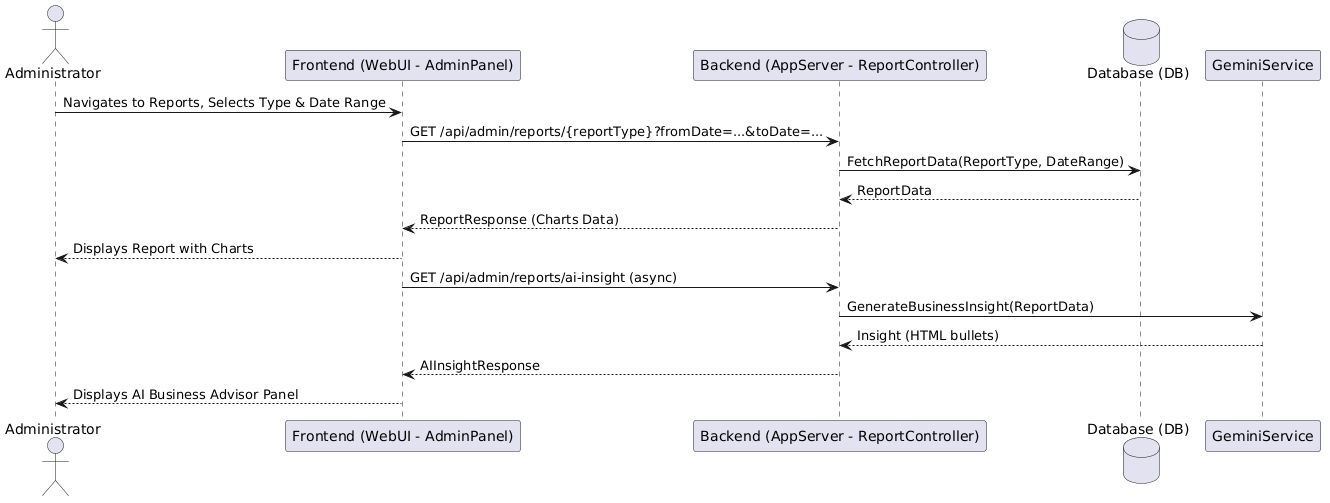 Administrator
Frontend (WebUI - AdminPanel)
Backend (AppServer - ReportController)
Database (DB)
GeminiService
Navigates to Reports, Selects Type & Date Range
GET /api/admin/reports/{reportType}?fromDate=...&toDate=...
FetchReportData(ReportType, DateRange)
ReportData
ReportResponse (Charts Data)
Displays Report with Charts
GET /api/admin/reports/ai-insight (async)
GenerateBusinessInsight(ReportData)
Insight (HTML bullets)
AIInsightResponse
Displays AI Business Advisor Panel
Administrator
Frontend (WebUI - AdminPanel)
Backend (AppServer - ReportController)
Database (DB)
GeminiService